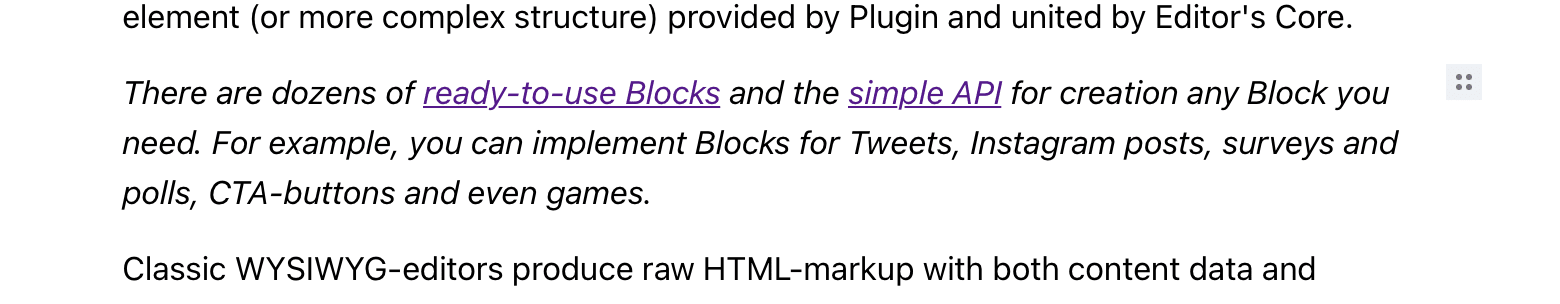 element (or more complex structure) provided by Plugin and united by Editor's Core.
There are dozens of ready-to-use Blocks and the simple API for creation any Block you
need. For example, you can implement Blocks for Tweets, Instagram posts, surveys and
polls, CTA-buttons and even games.
Classic WYSIWYG-editors produce raw HTML-markup with both content data and